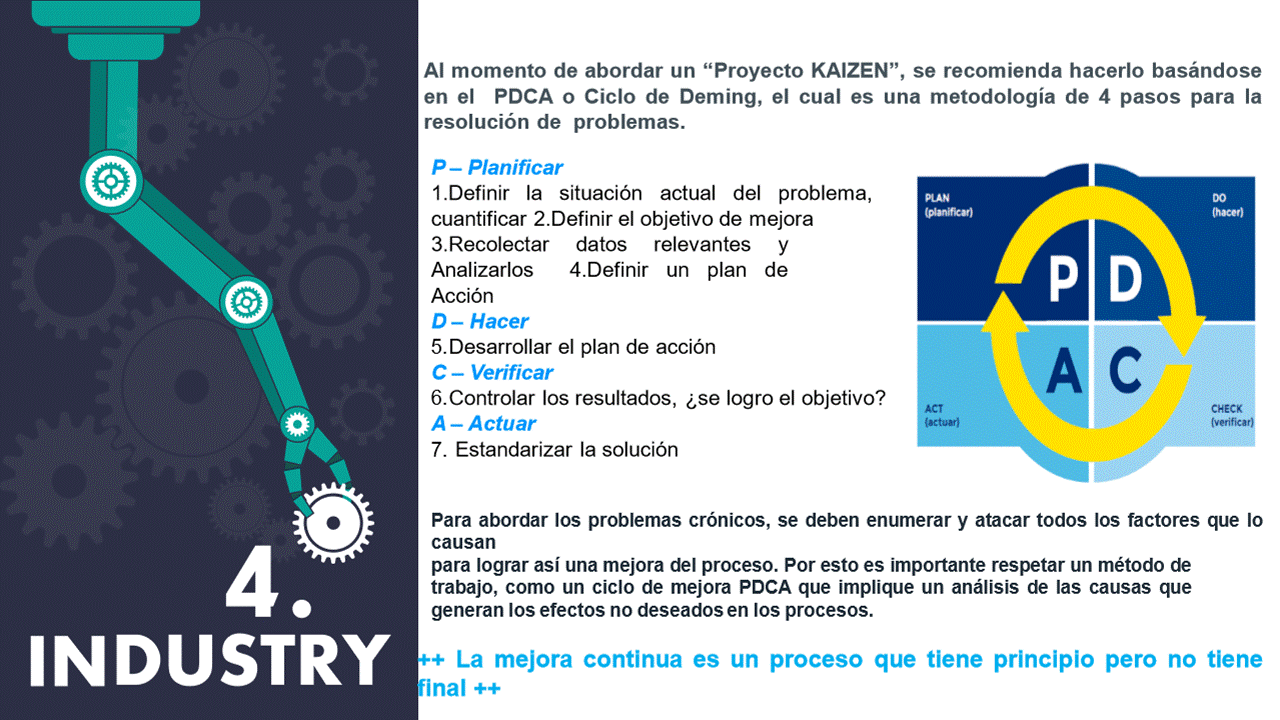 Al momento de abordar un “Proyecto KAIZEN”, se recomienda hacerlo basándose
en el PDCA o Ciclo de Deming, el cual es una metodología de 4 pasos para la
resolución de problemas.
P – Planificar
1.Definir la situación actual del problema,
cuantificar 2.Definir el objetivo de mejora
3.Recolectar datos relevantes y
Analizarlos 4.Definir un plan de
Acción
D – Hacer
5.Desarrollar el plan de acción
C – Verificar
6.Controlar los resultados, ¿se logro el objetivo?
A – Actuar
7. Estandarizar la solución
PLAN
(planificar)
DO
(hacer)
P D
A C
ACT
(actuar)
CHECK
(verificar)
Para abordar los problemas crónicos, se deben enumerar y atacar todos los factores que lo
causan
para lograr así una mejora del proceso. Por esto es importante respetar un método de
trabajo, como un ciclo de mejora PDCA que implique un análisis de las causas que
generan los efectos no deseados en los procesos.
++ La mejora continua es un proceso que tiene principio pero no tiene
final ++
4.
INDUSTRY